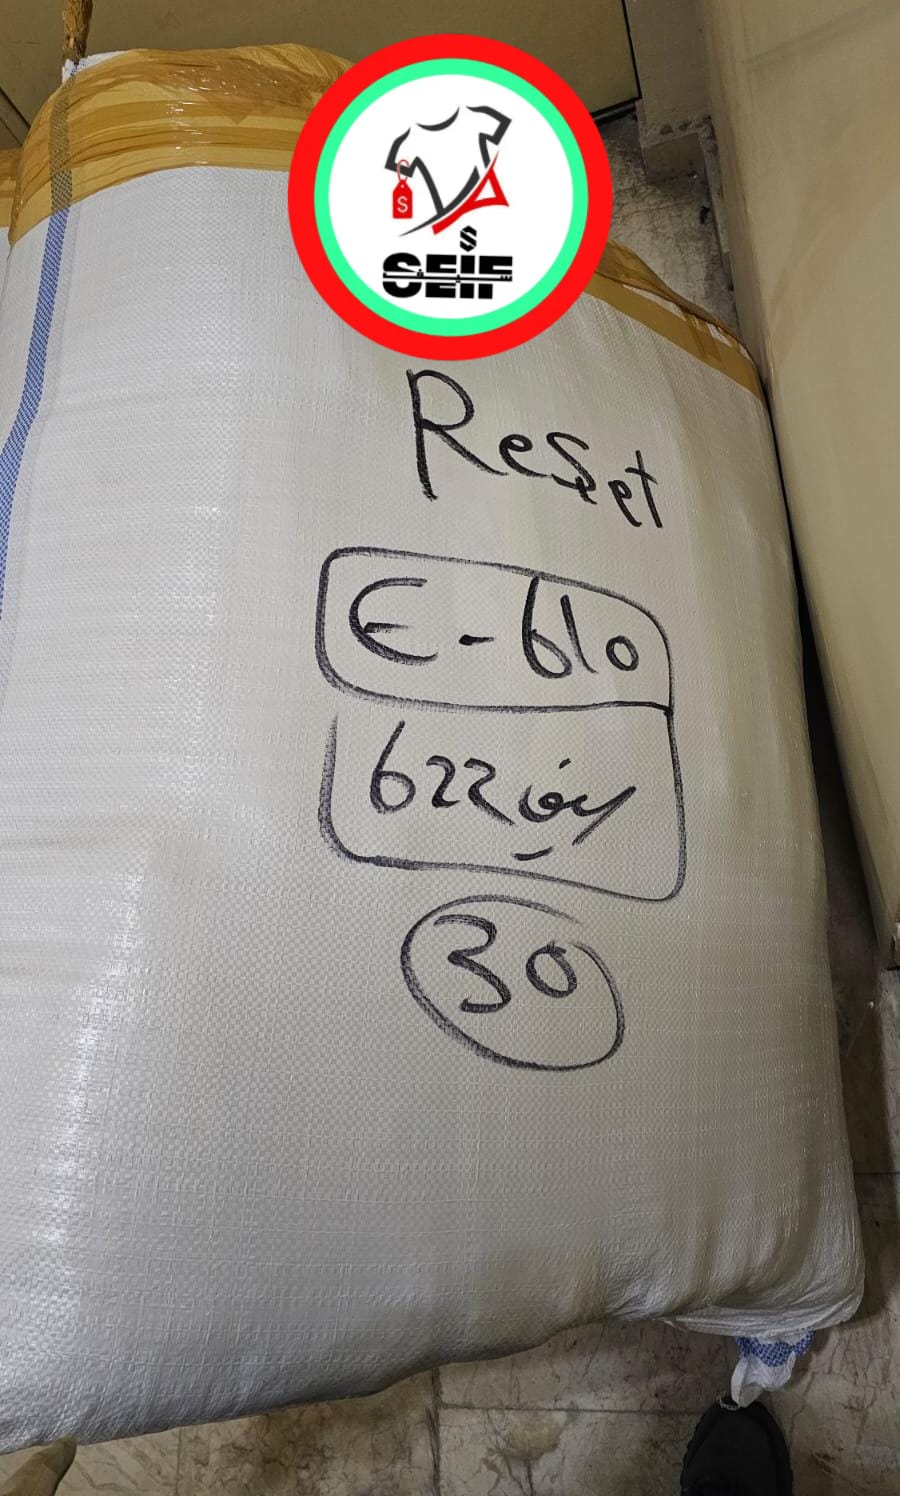 $
SEIF
Reset
E-610
622
30